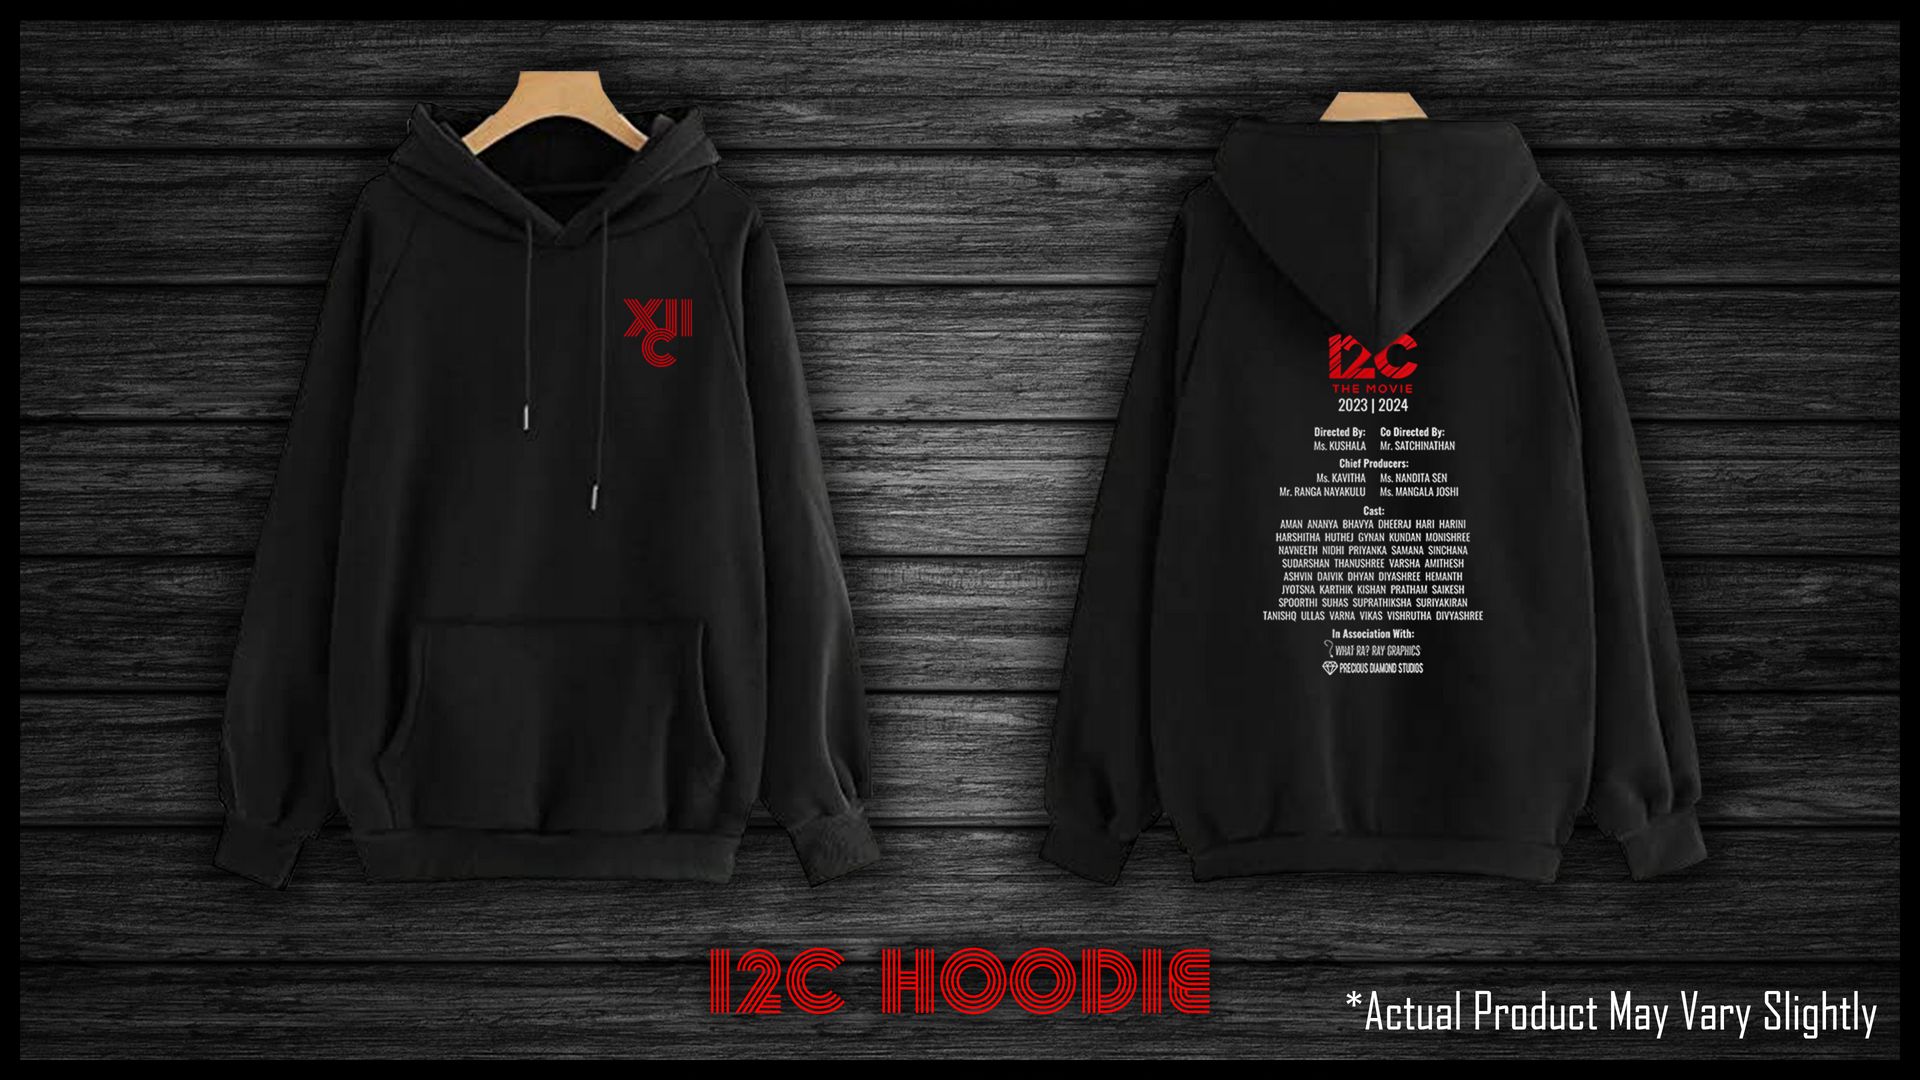 XII
C
12C
THE MOVIE
2023 | 2024
Directed By: Co Directed By:
Ms. KUSHALA Mr. SATCHINATHAN
Chief Producers:
Ms. KAVITHA Ms. NANDITA SEN
Mr. RANGA NAYAKULU Ms. MANGALA JOSHI
Cast:
AMAN ANANYA BHAVYA DHEERAJ HARI HARINI
HARSHITHA HUTHEJ GYNAN KUNDAN MONISHREE
NAVNEETH NIDHI PRIYANKA SAMANA SINCHANA
SUDARSHAN THANUSHREE VARSHA AMITHESH
ASHVIN DAIVIK DHYAN DIYASHREE HEMANTH
JYOTSNA KARTHIK KISHAN PRATHAM SAIKESH
SPOORTHI SUHAS SUPRATHIKSHA SURIYAKIRAN
TANISHQ ULLAS VARNA VIKAS VISHRUTHA DIVYASHREE
In Association With:
WHAT RA? RAY GRAPHICS
PRECIOUS DIAMOND STUDIOS
12C HOODIE
*Actual Product May Vary Slightly